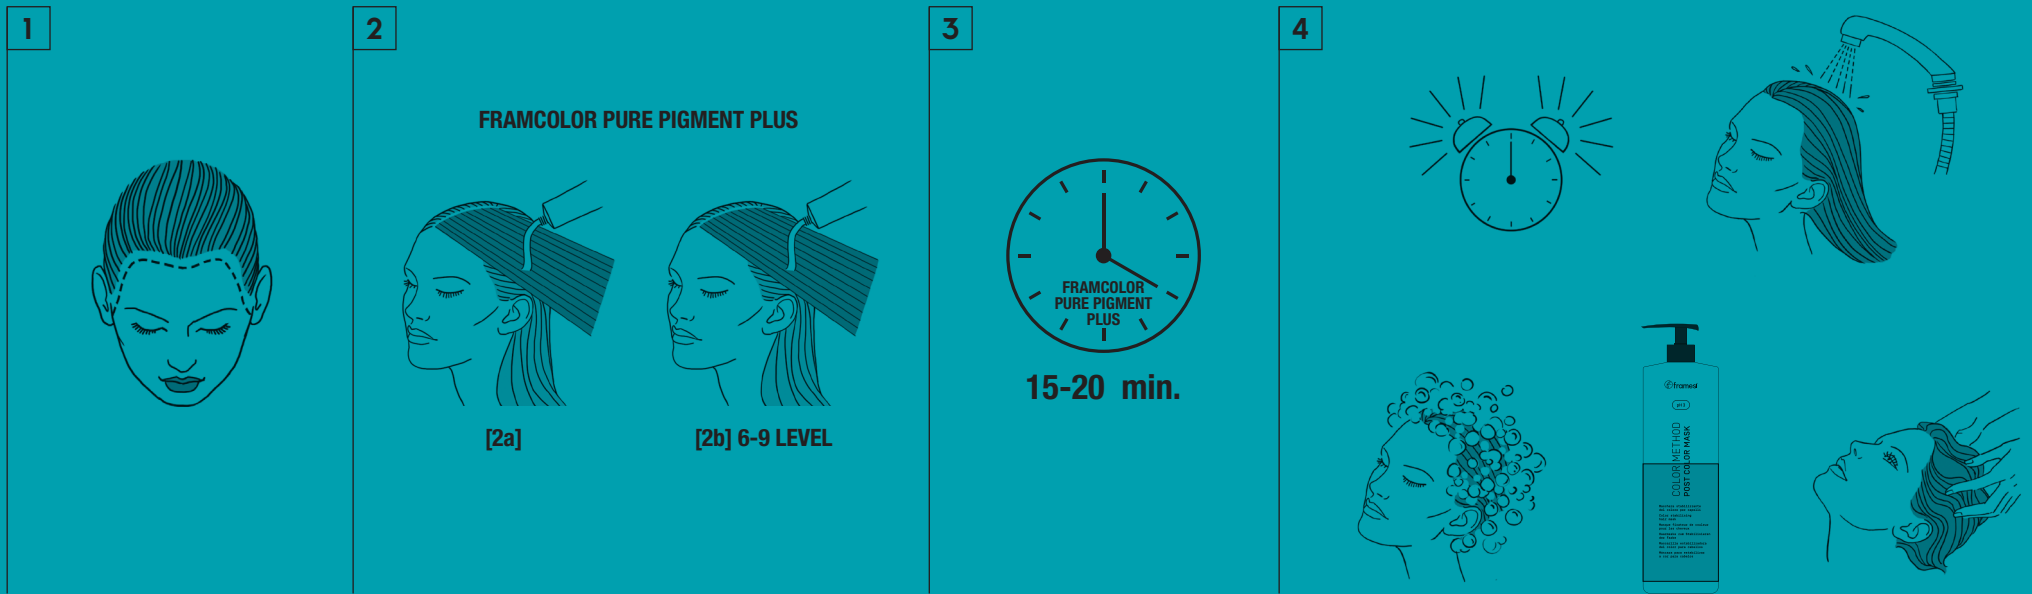 1
2
FRAMCOLOR PURE PIGMENT PLUS
[2a]
[2b] 6-9 LEVEL
3
FRAMCOLOR
PURE PIGMENT
PLUS
15-20 min.
4
framesi
COLOR METHOD
POST COLOR MASK